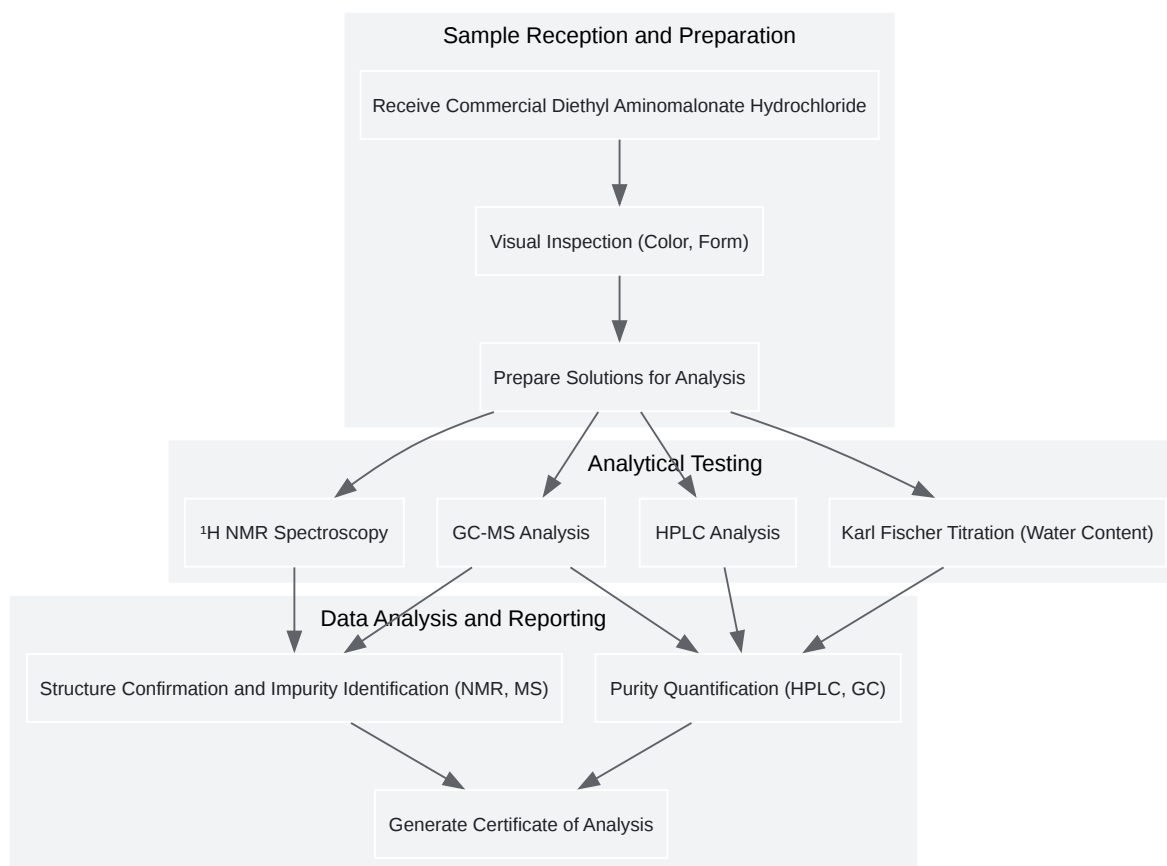 Sample Reception and Preparation
Receive Commercial Diethyl Aminomalonate Hydrochloride
Visual Inspection (Color, Form)
Prepare Solutions for Analysis
Analytical Testing
¹H NMR Spectroscopy
GC-MS Analysis
HPLC Analysis
Karl Fischer Titration (Water Content)
Data Analysis and Reporting
Structure Confirmation and Impurity Identification (NMR, MS)
Purity Quantification (HPLC, GC)
Generate Certificate of Analysis